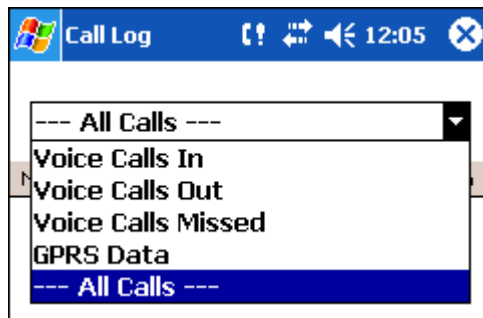 Call Log 12:05
--- All Calls ---
Voice Calls In
Voice Calls Out
Voice Calls Missed
GPRS Data
--- All Calls ---